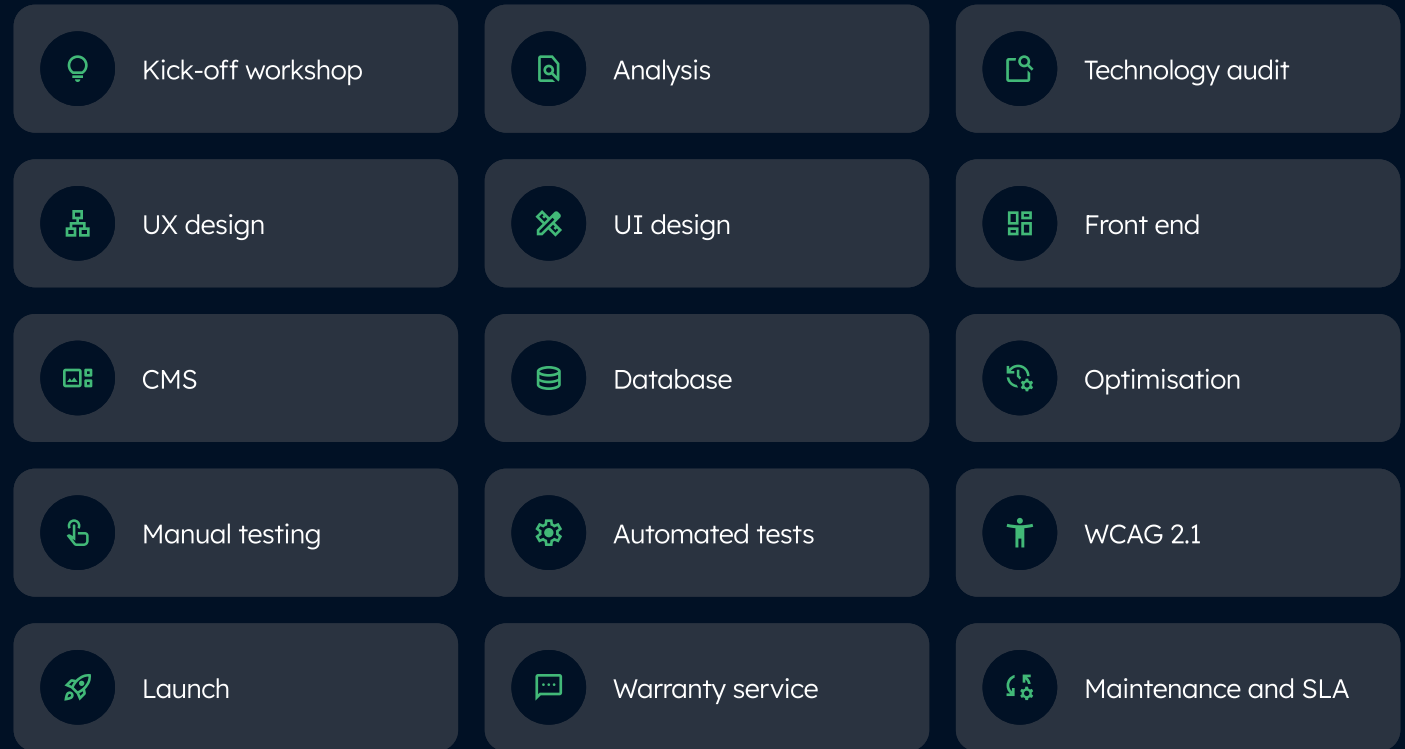 Kick-off workshop
Analysis
Technology audit
UX design
UI design
Front end
CMS
Database
Optimisation
Manual testing
Automated tests
WCAG 2.1
Launch
Warranty service
Maintenance and SLA